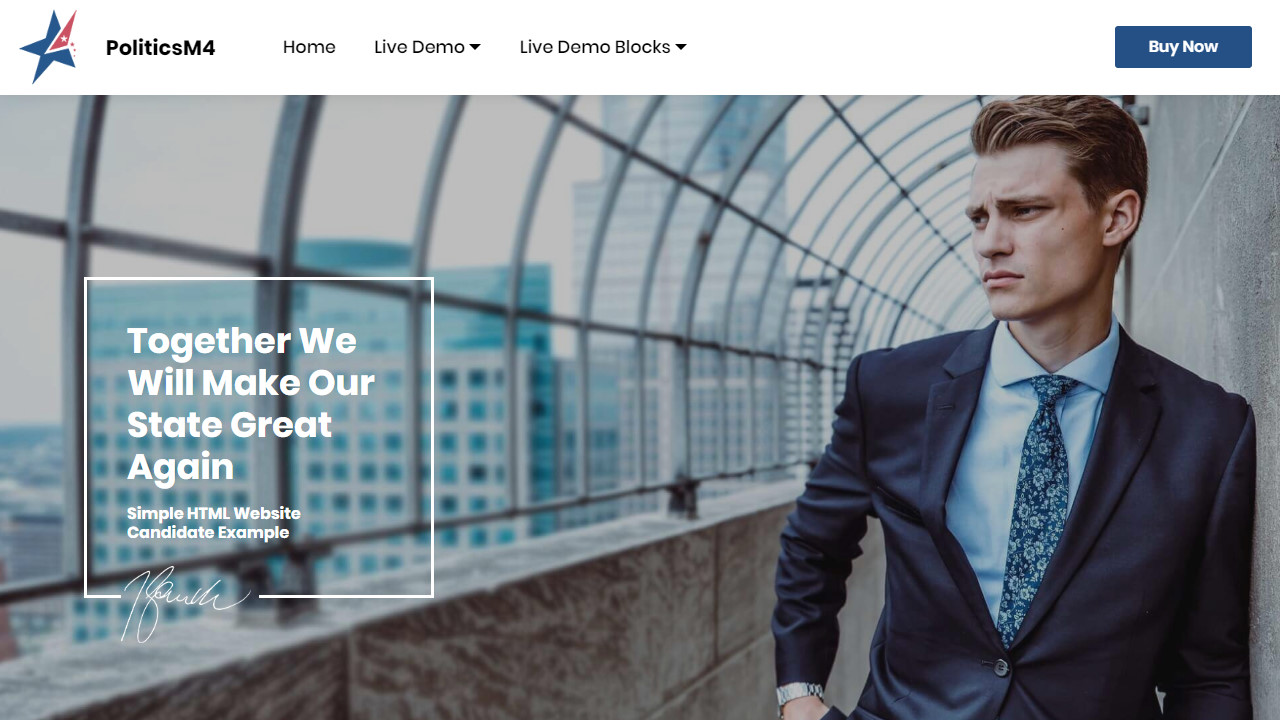 PoliticsM4
Home
Live Demo
Live Demo Blocks
Buy Now
Together We
Will Make Our
State Great
Again
Simple HTML Website
Candidate Example